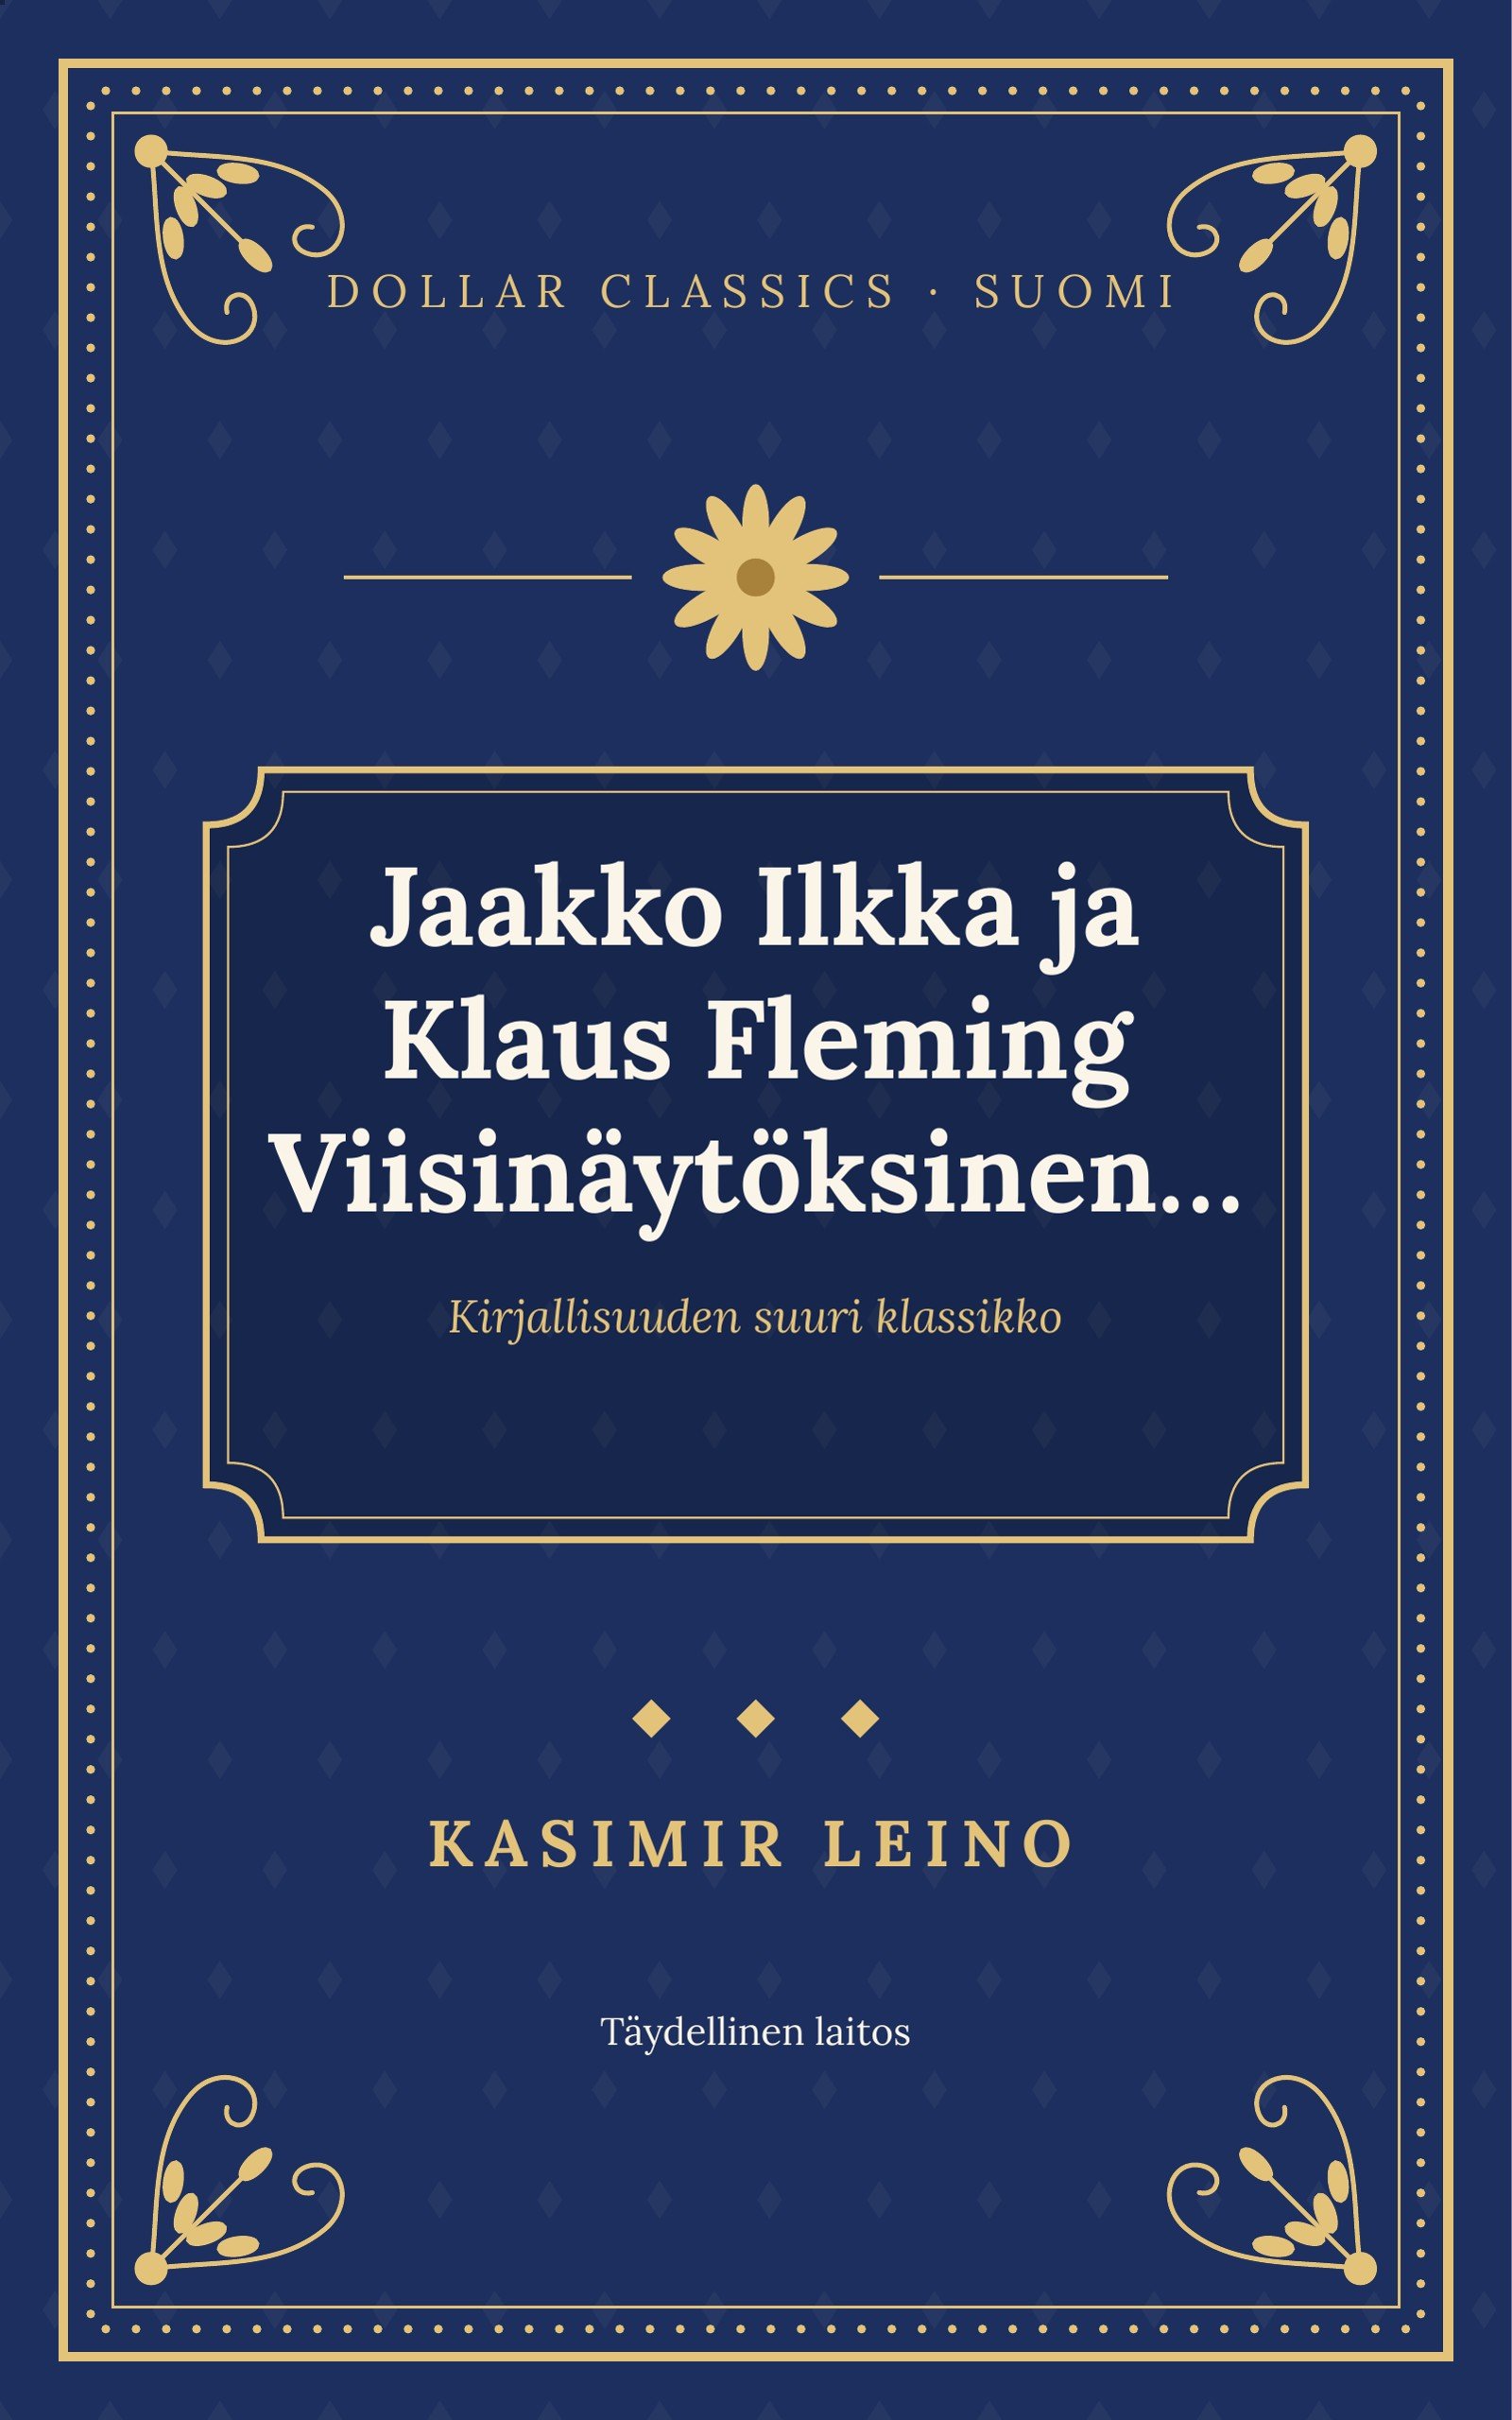 DOLLAR CLASSICS · SUOMI
Jaakko Ilkka ja
Klaus Fleming
Viisinäytöksinen...
Kirjallisuuden suuri klassikko
KASIMIR LEINO
Täydellinen laitos